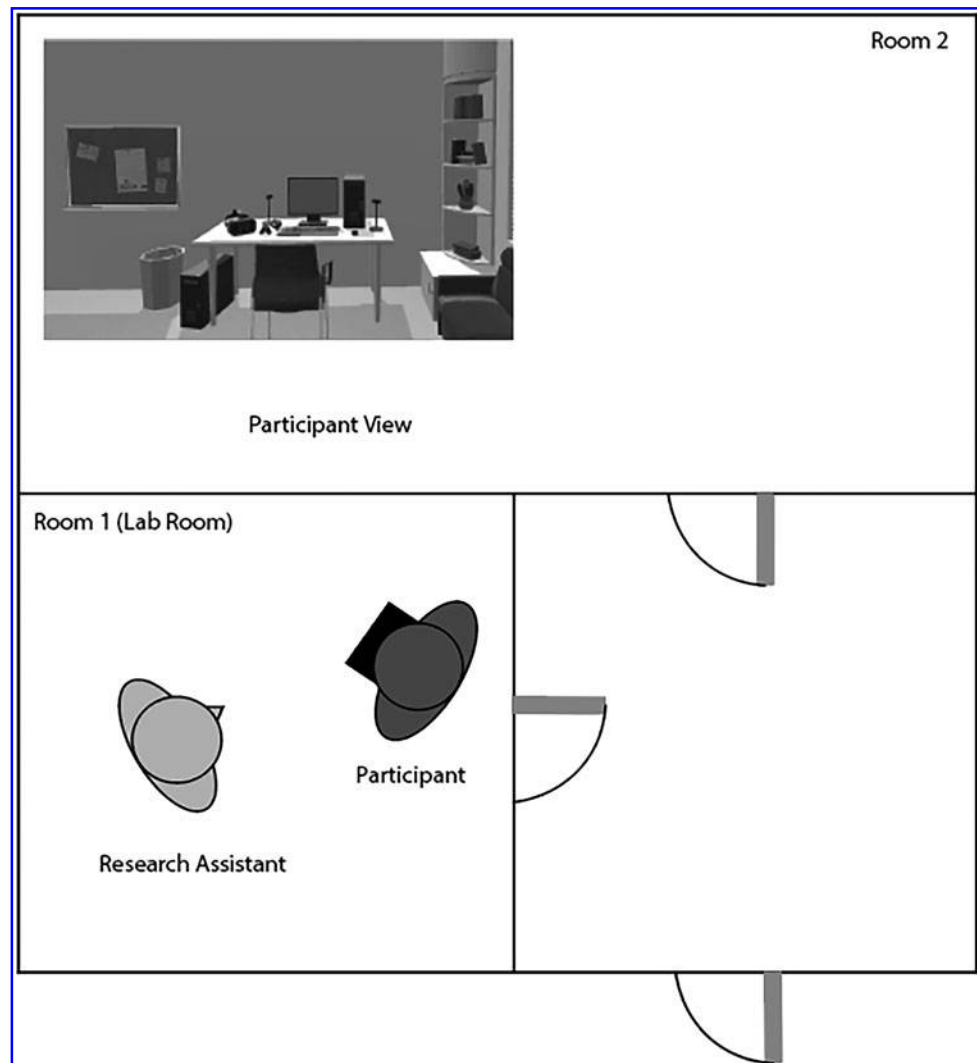 Room 2
Participant View
Room 1 (Lab Room)
Participant
Research Assistant